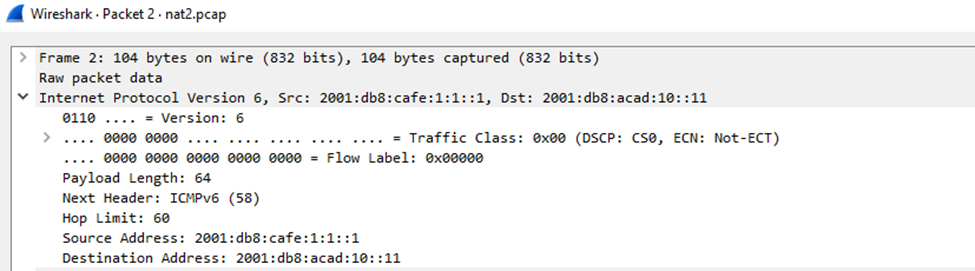 Wireshark · Packet 2 · nat2.pcap
Frame 2: 104 bytes on wire (832 bits), 104 bytes captured (832 bits)
Raw packet data
Internet Protocol Version 6, Src: 2001:db8:cafe:1:1::1, Dst: 2001:db8:acad:10::11
0110 .... = Version: 6
.... 0000 0000 .... .... .... .... .... = Traffic Class: 0x00 (DSCP: CS0, ECN: Not-ECT)
.... 0000 0000 0000 0000 0000 = Flow Label: 0x00000
Payload Length: 64
Next Header: ICMPv6 (58)
Hop Limit: 60
Source Address: 2001:db8:cafe:1:1::1
Destination Address: 2001:db8:acad:10::11